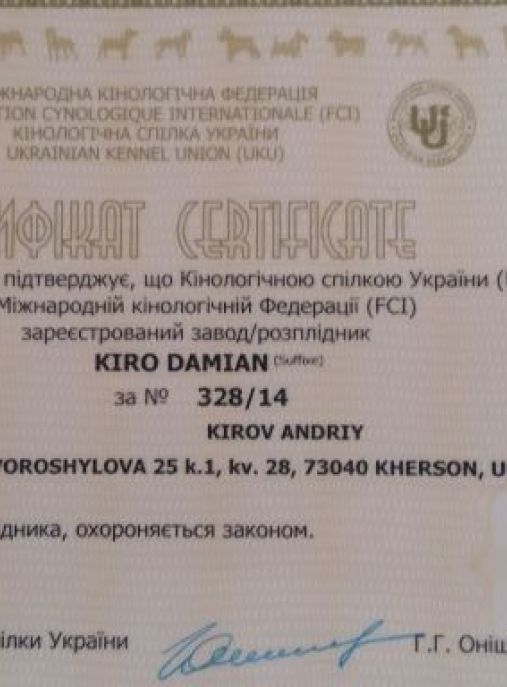 ЖНАРОДНА КІНОЛОГІЧНА ФЕДЕРАЦІЯ
TION CYNOLOGIQUE INTERNATIONALE (FCI)
КІНОЛОГІЧНА СПІЛКА УКРАЇНИ
UKRAINIAN KENNEL UNION (UKU)
ИФІКАТ CERTIFICATE
підтверджує, що Кінологічною спілкою України (
Міжнародній кінологічній Федерації (FCI)
зареєстрований завод/розплідник
KIRO DAMIAN (Suffixe)
за № 328/14
KIROV ANDRIY
VOROSHYLOVA 25 k.1, kv. 28, 73040 KHERSON, U
дника, охороняється законом.
ілки України Г.Г. Оніщ